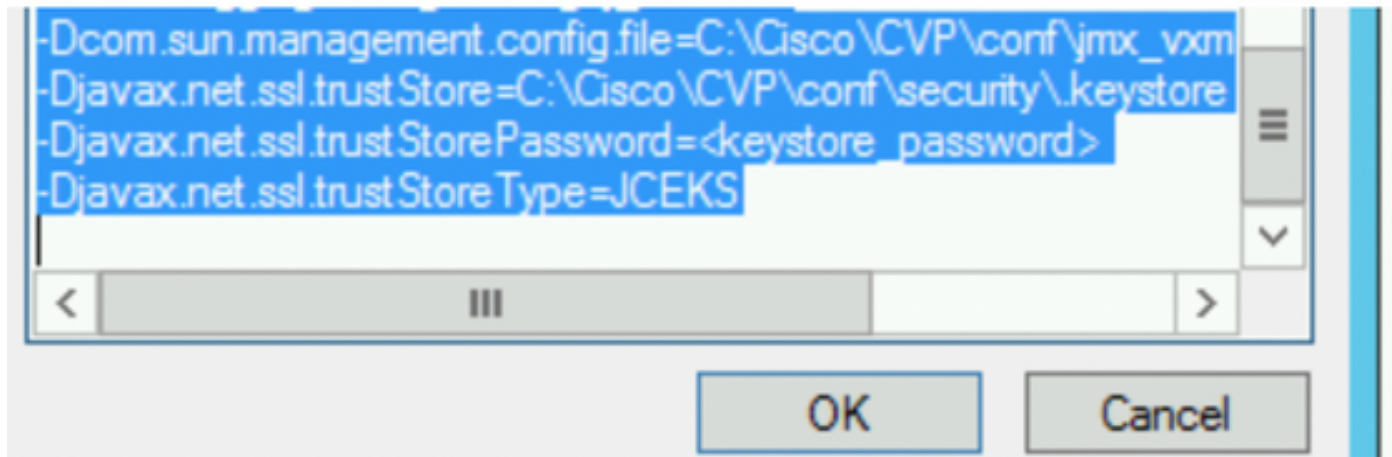 -Dcom.sun.management.config.file=C:\Cisco\CVP\conf\jmx_vxm
-Djavax.net.ssl.trustStore=C:\Cisco\CVP\conf\security\.keystore
-Djavax.net.ssl.trustStorePassword=<keystore_password>
-Djavax.net.ssl.trustStoreType=JCEKS
OK Cancel